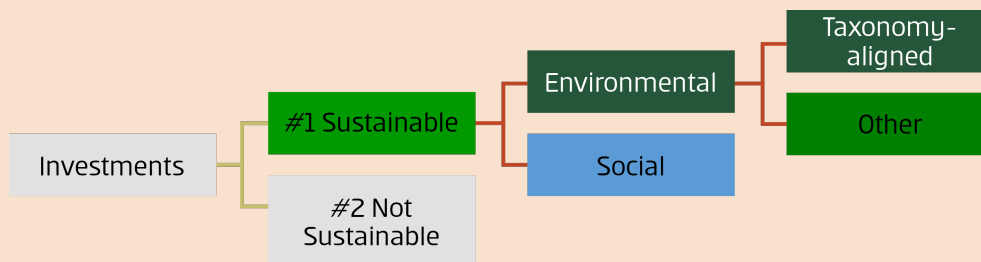 Taxonomy-
aligned
Environmental
#1 Sustainable
Other
Investments
Social
#2 Not
Sustainable